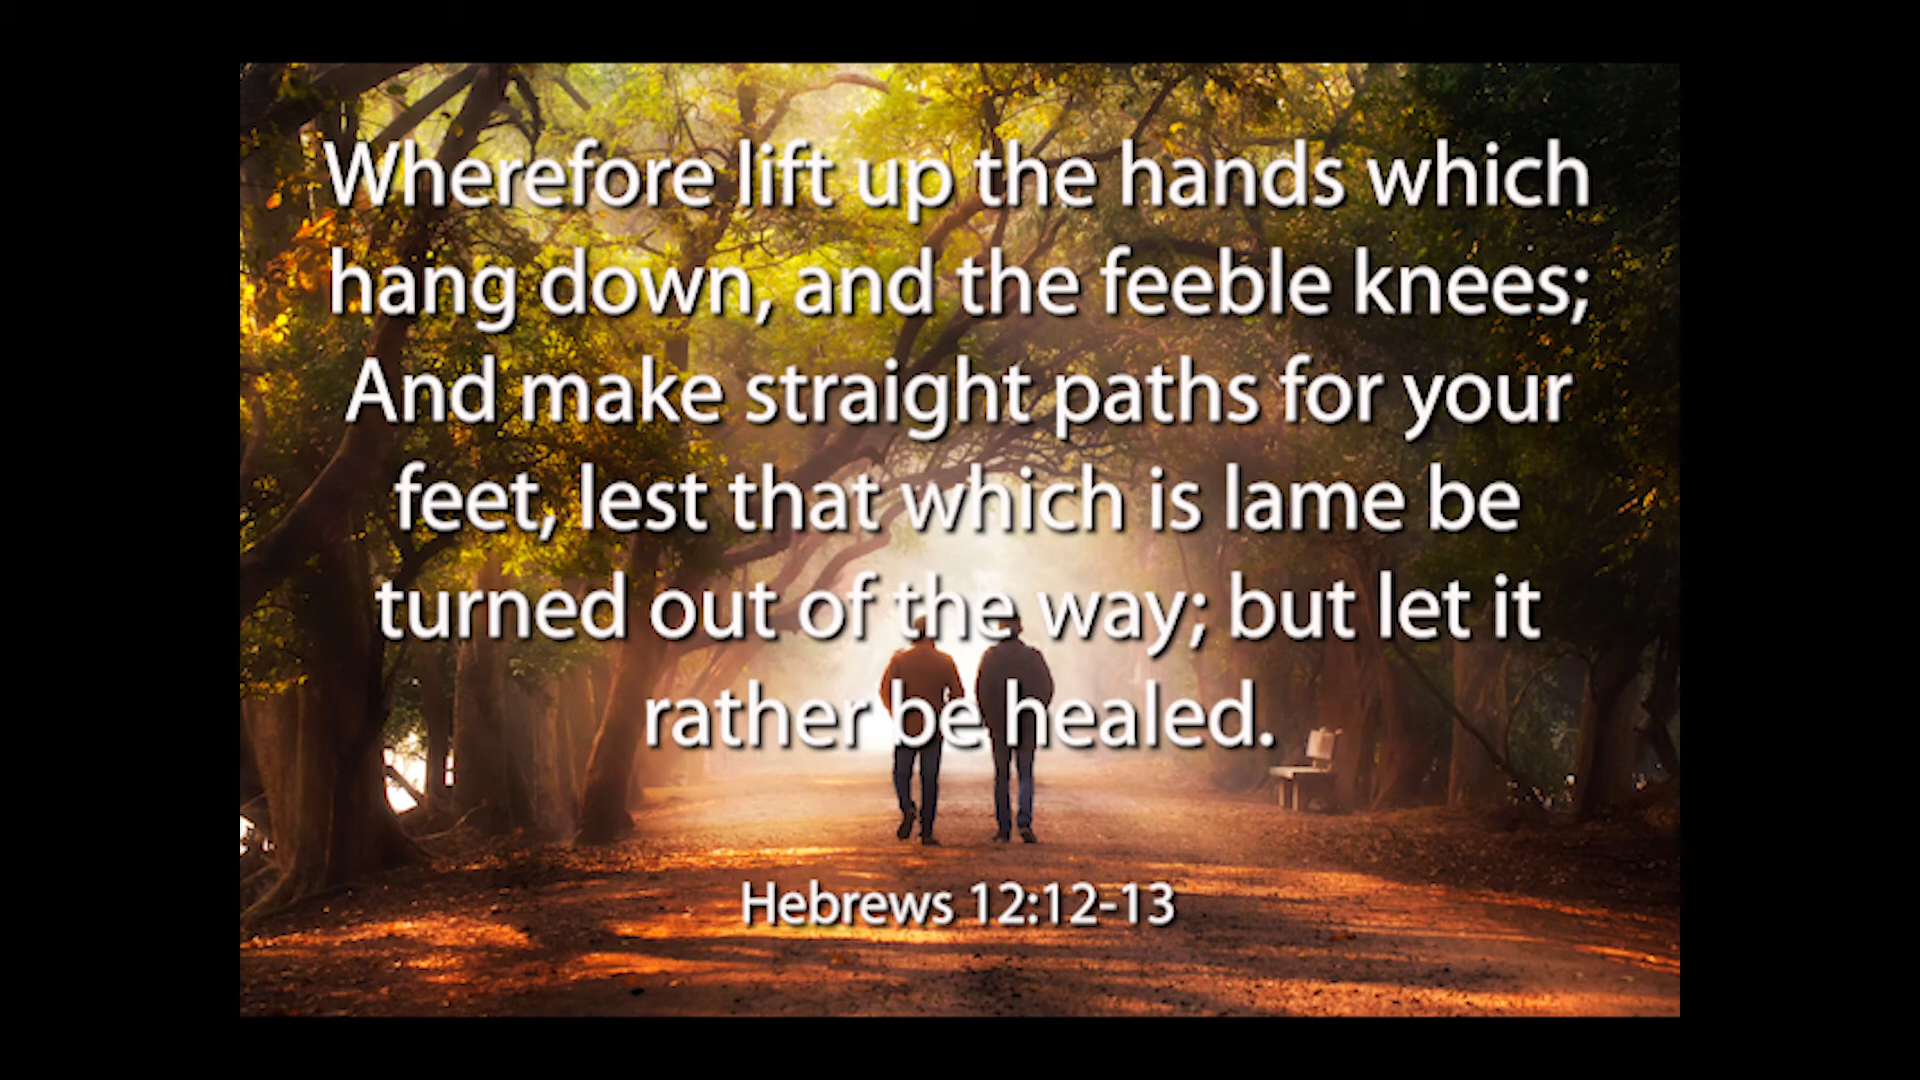 Wherefore lift up the hands which
hang down, and the feeble knees;
And make straight paths for your
feet, lest that which is lame be
turned out of the way; but let it
rather be healed.
Hebrews 12:12-13